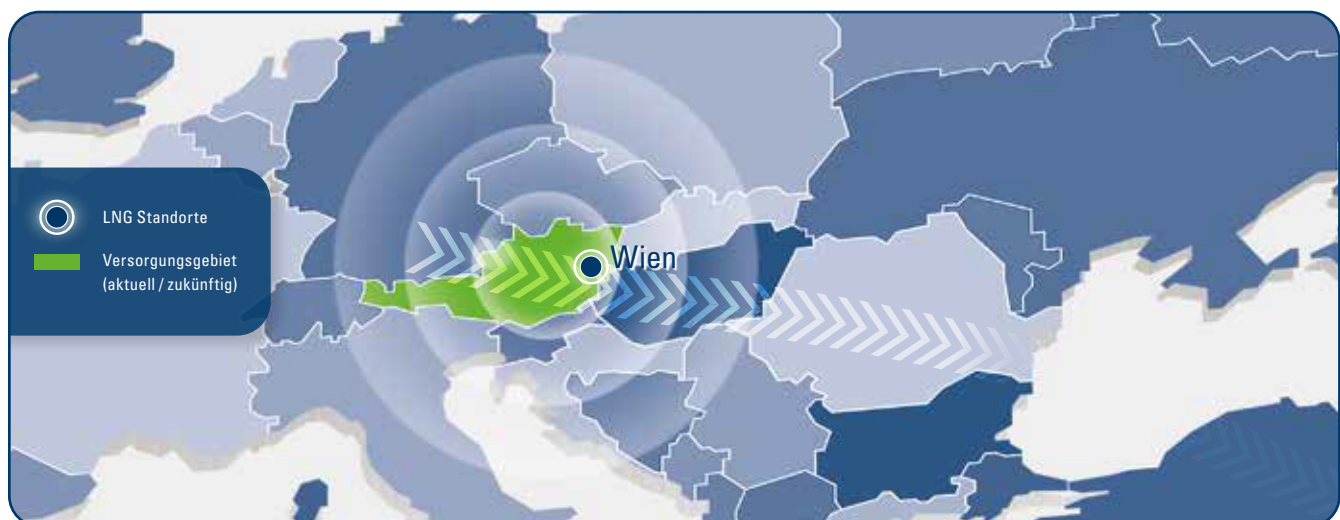 LNG Standorte
Versorgungsgebiet
(aktuell / zukünftig)
Wien